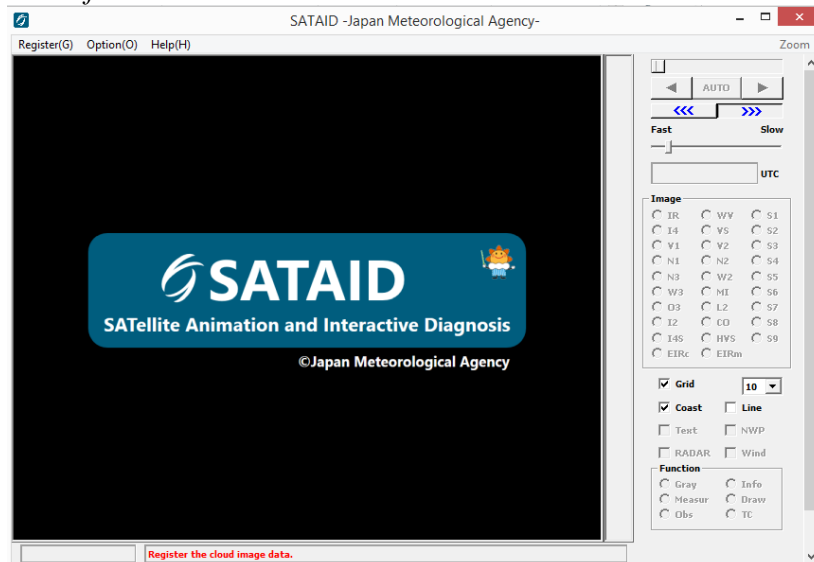 SATAID -Japan Meteorological Agency-
Register(G) Option(O) Help(H) Zoom
AUTO
<<< >>>
Fast Slow
UTC
Image
IR WV S1
I4 VS S2
V1 V2 S3
N1 N2 S4
N3 W2 S5
W3 MI S6
O3 L2 S7
I2 CO S8
I4S HVS S9
EIRc EIRm
SATAID
SATellite Animation and Interactive Diagnosis
©Japan Meteorological Agency
Grid 10
Coast Line
Text NWP
RADAR Wind
Function
Gray Info
Measur Draw
Obs TC
Register the cloud image data.